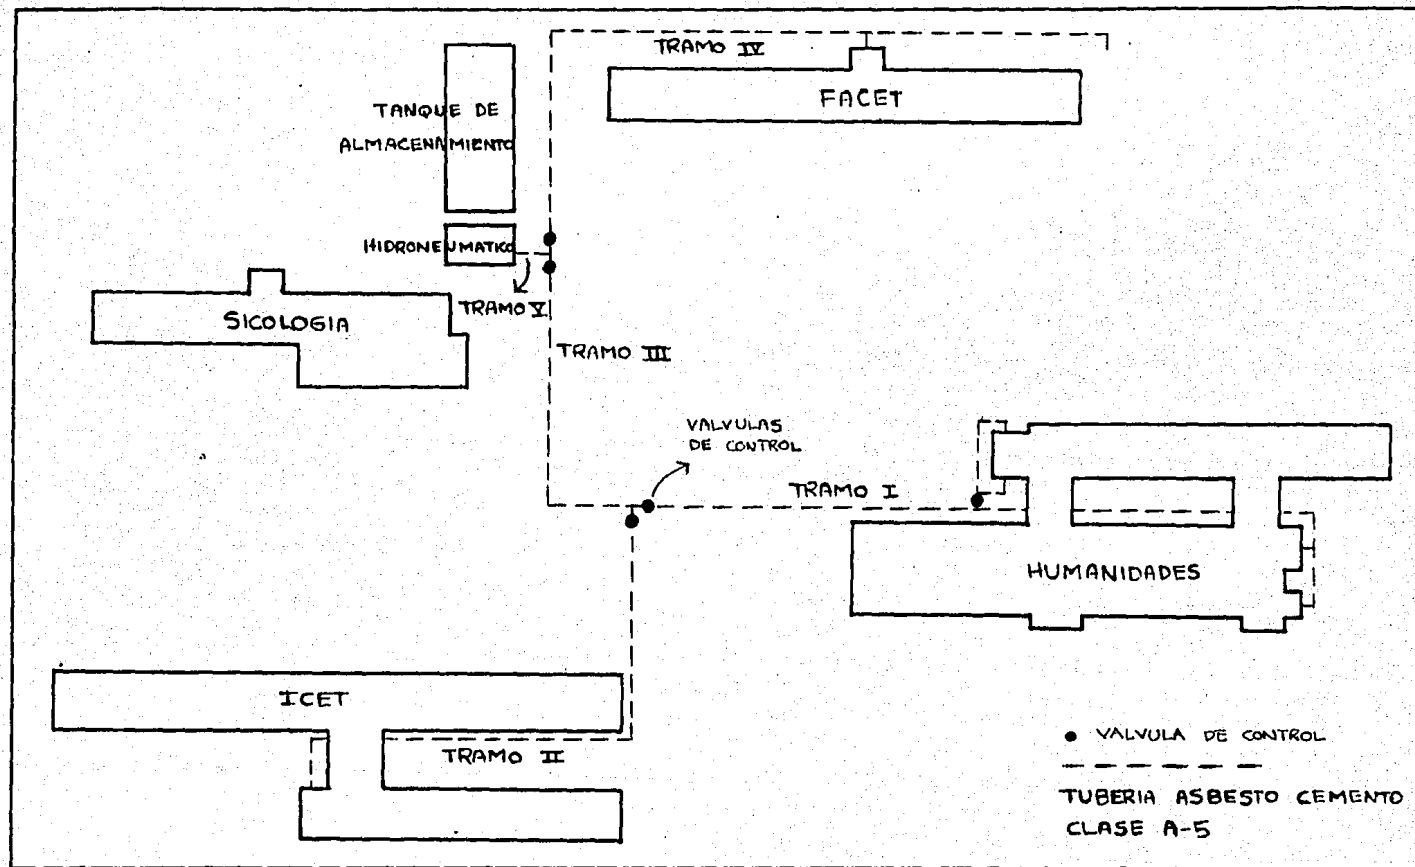 TRAMO IV
FACET
TANQUE DE
ALMACENAMIENTO
HIDRONEUMATICO
TRAMO V
SICOLOGIA
TRAMO III
VALVULAS
DE CONTROL
TRAMO I
HUMANIDADES
ICET
TRAMO II
VALVULA DE CONTROL
TUBERIA ASBESTO CEMENTO
CLASE A-5